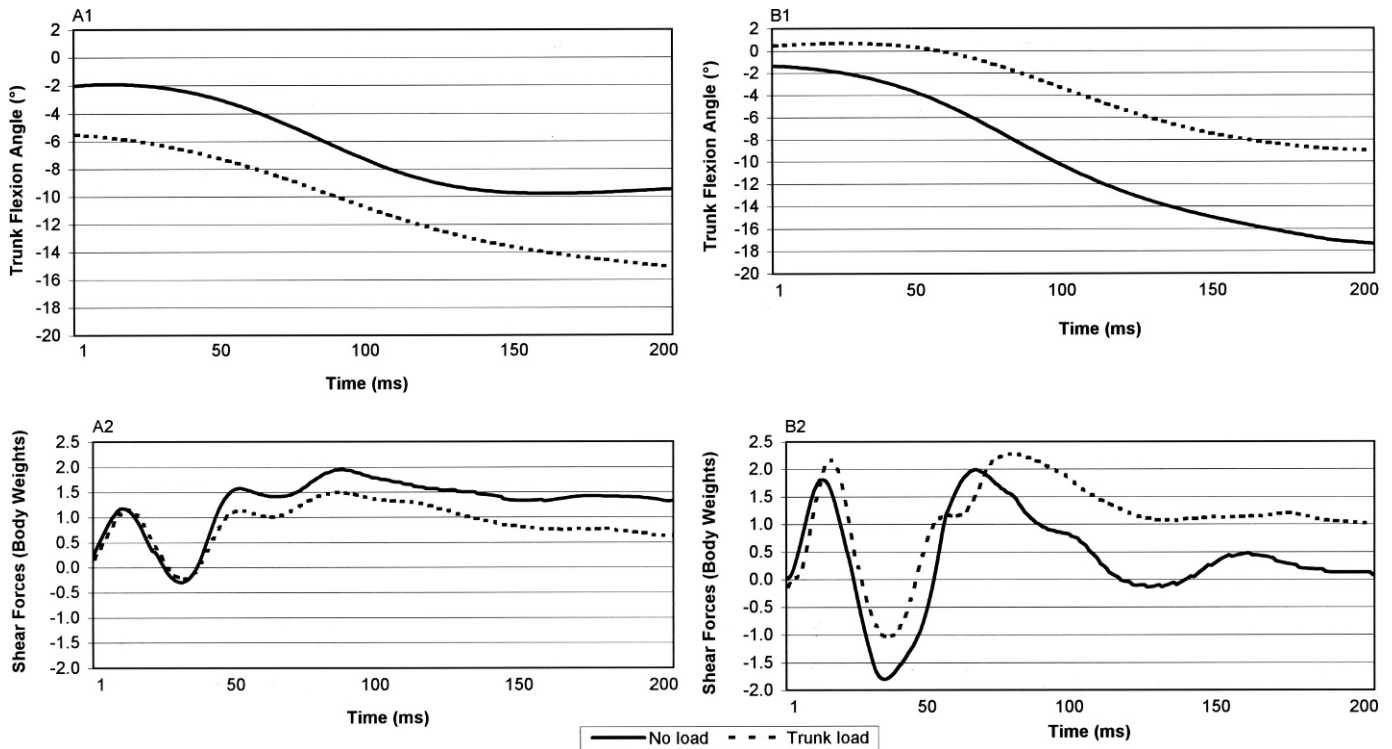 A1
Trunk Flexion Angle (°)
2
0
-2
-4
-6
-8
-10
-12
-14
-16
-18
-20
1 50 100 150 200
Time (ms)
B1
Trunk Flexion Angle (°)
2
0
-2
-4
-6
-8
-10
-12
-14
-16
-18
-20
1 50 100 150 200
Time (ms)
A2
Shear Forces (Body Weights)
2.5
2.0
1.5
1.0
0.5
0.0
-0.5
-1.0
-1.5
-2.0
1 50 100 150 200
Time (ms)
B2
Shear Forces (Body Weights)
2.5
2.0
1.5
1.0
0.5
0.0
-0.5
-1.0
-1.5
-2.0
1 50 100 150 200
Time (ms)
No load Trunk load